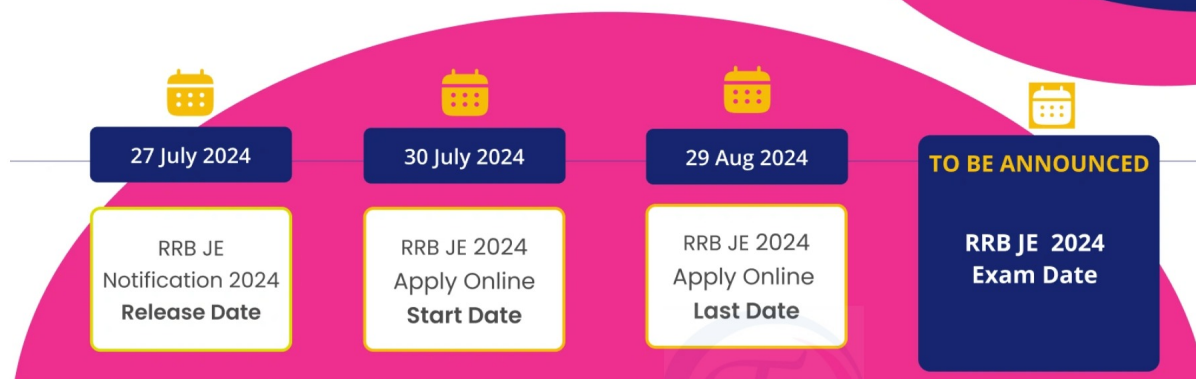 27 July 2024
RRB JE
Notification 2024
Release Date
30 July 2024
RRB JE 2024
Apply Online
Start Date
29 Aug 2024
RRB JE 2024
Apply Online
Last Date
TO BE ANNOUNCED
RRB JE 2024
Exam Date